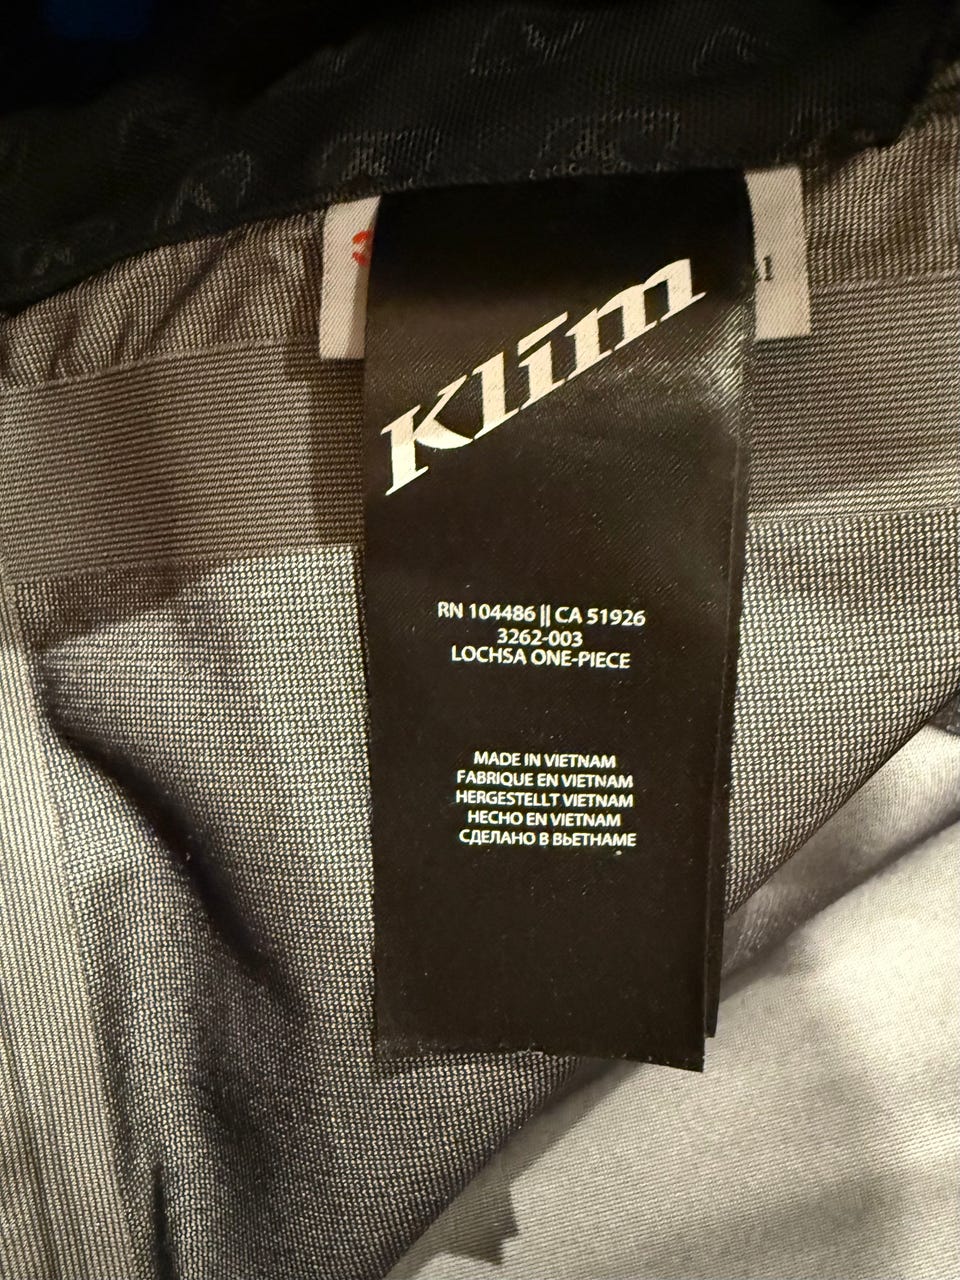 Klim
RN 104486 || CA 51926
3262-003
LOCHSA ONE-PIECE
MADE IN VIETNAM
FABRIQUE EN VIETNAM
HERGESTELLT VIETNAM
HECHO EN VIETNAM
СДЕЛАНО В ВЬЕТНАМЕ